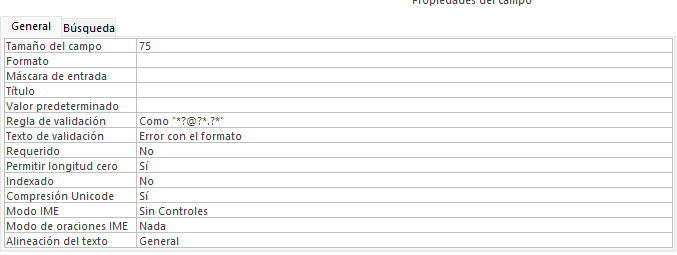 Propiedades del campo
General Búsqueda
Tamaño del campo 75
Formato
Máscara de entrada
Título
Valor predeterminado
Regla de validación Como "*?@?*.?*"
Texto de validación Error con el formato
Requerido No
Permitir longitud cero Sí
Indexado No
Compresión Unicode Sí
Modo IME Sin Controles
Modo de oraciones IME Nada
Alineación del texto General